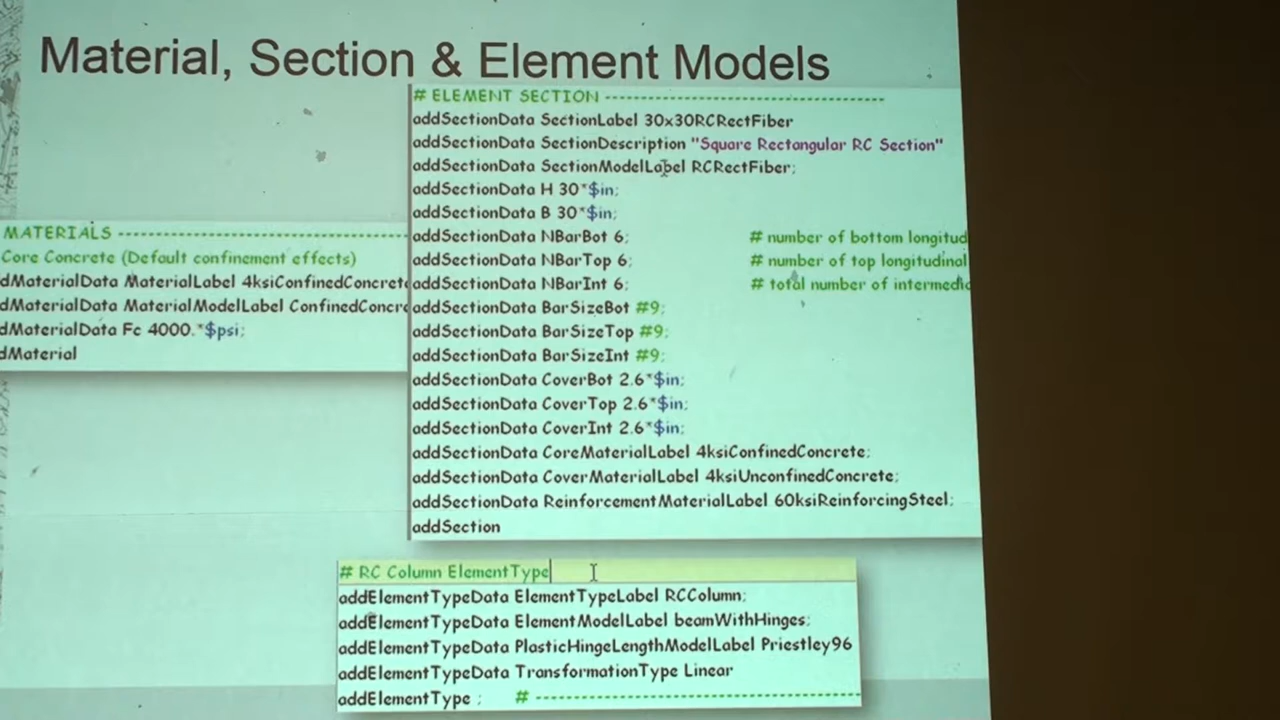 Material, Section & Element Models
MATERIALS ------------------------------------
Core Concrete (Default confinement effects)
dMaterialData MaterialLabel 4ksiConfinedConcrete
dMaterialData MaterialModelLabel ConfinedConcre
dMaterialData Fc 4000.*$psi;
dMaterial
# ELEMENT SECTION ------------------------------------
addSectionData SectionLabel 30x30RCRectFiber
addSectionData SectionDescription "Square Rectangular RC Section"
addSectionData SectionModelLabel RCRectFiber;
addSectionData H 30*$in;
addSectionData B 30*$in;
addSectionData NBarBot 6; # number of bottom longitud
addSectionData NBarTop 6; # number of top longitudinal
addSectionData NBarInt 6; # total number of intermedia
addSectionData BarSizeBot #9;
addSectionData BarSizeTop #9;
addSectionData BarSizeInt #9;
addSectionData CoverBot 2.6*$in;
addSectionData CoverTop 2.6*$in;
addSectionData CoverInt 2.6*$in;
addSectionData CoreMaterialLabel 4ksiConfinedConcrete;
addSectionData CoverMaterialLabel 4ksiUnconfinedConcrete;
addSectionData ReinforcementMaterialLabel 60ksiReinforcingSteel;
addSection
# RC Column ElementType
addElementTypeData ElementTypeLabel RCColumn;
addElementTypeData ElementModelLabel beamWithHinges;
addElementTypeData PlasticHingeLengthModelLabel Priestley96
addElementTypeData TransformationType Linear
addElementType ; # ------------------------------------